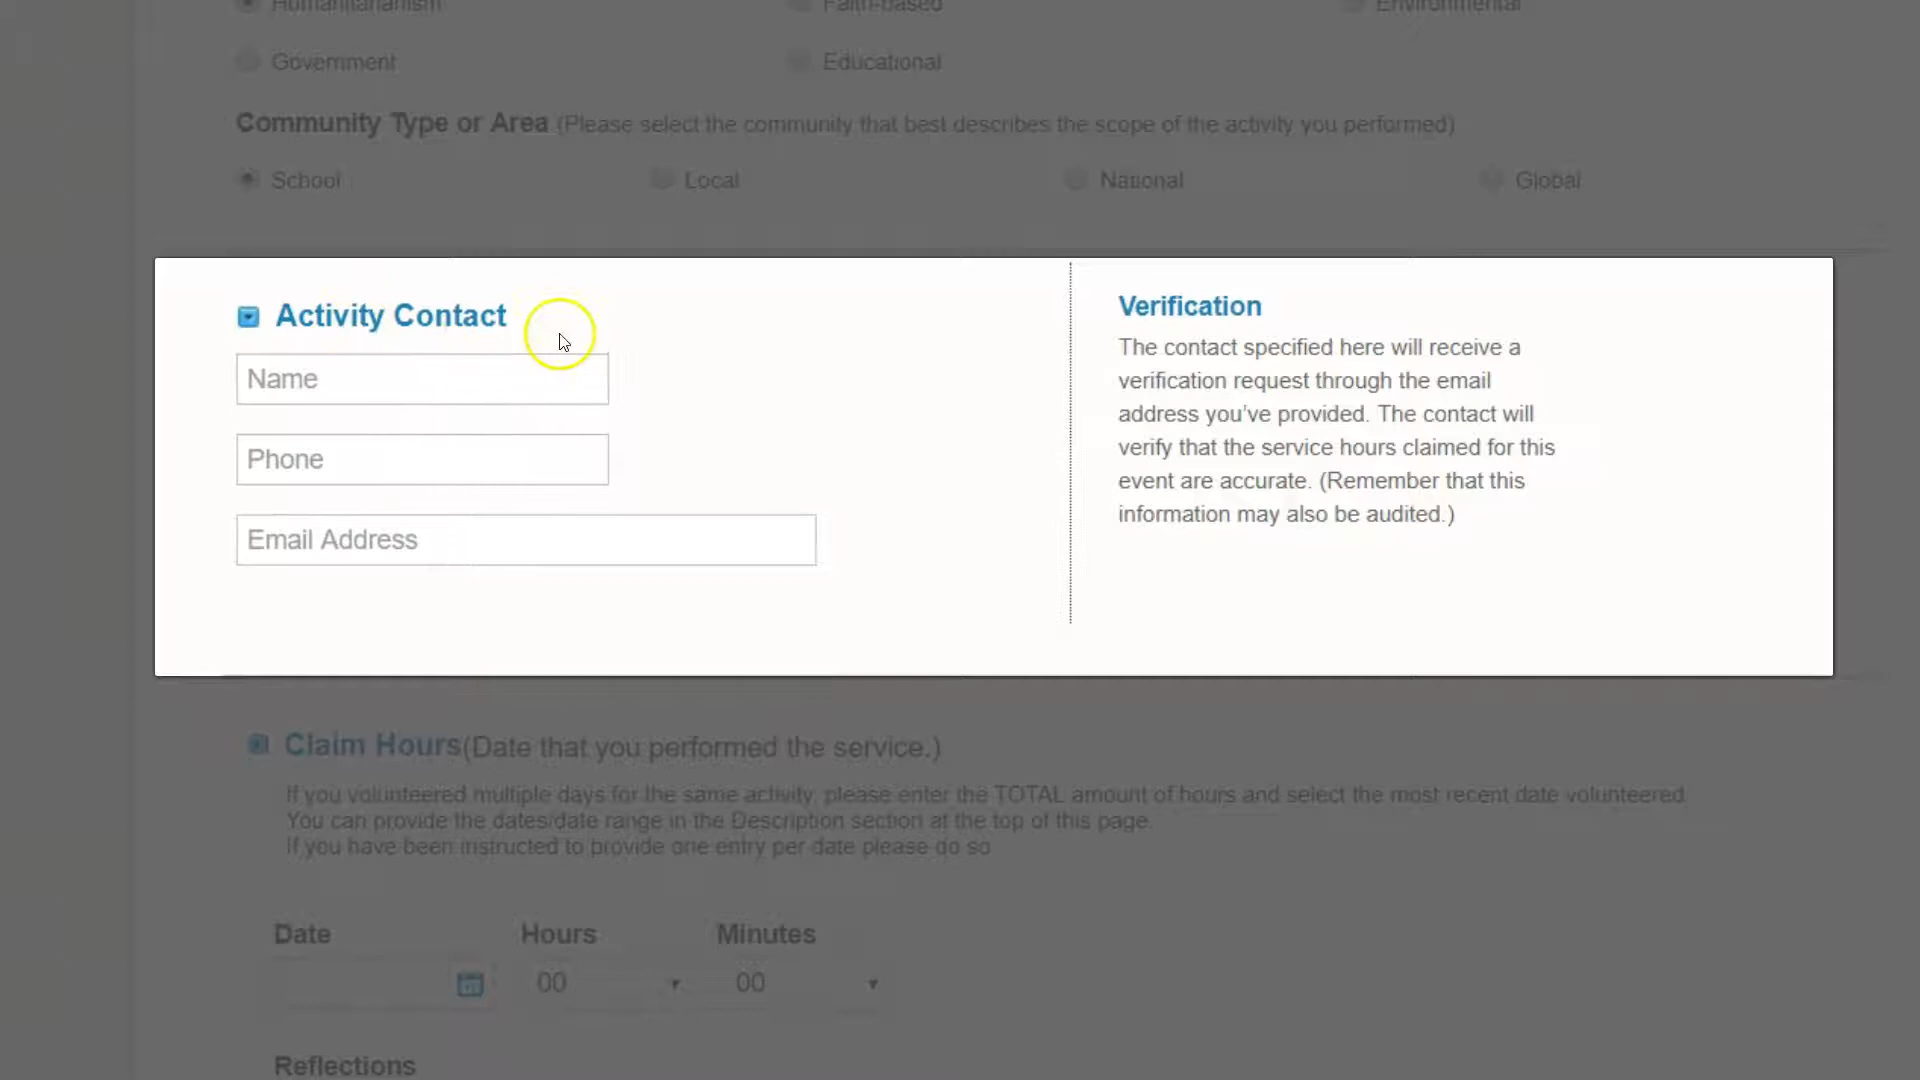 Humanitarianism Faith-based Environmental
Government Educational
Community Type or Area (Please select the community that best describes the scope of the activity you performed)
School Local National Global
Activity Contact
Name
Phone
Email Address
Verification
The contact specified here will receive a
verification request through the email
address you've provided. The contact will
verify that the service hours claimed for this
event are accurate. (Remember that this
information may also be audited.)
Claim Hours(Date that you performed the service.)
If you volunteered multiple days for the same activity, please enter the TOTAL amount of hours and select the most recent date volunteered.
You can provide the dates/date range in the Description section at the top of this page.
If you have been instructed to provide one entry per date please do so
Date Hours Minutes
00 00
Reflections